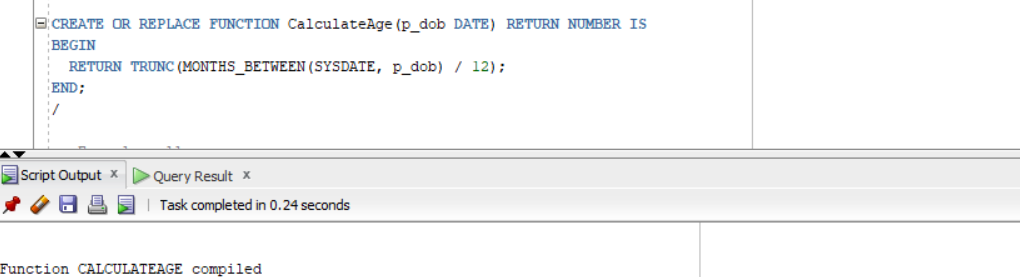 CREATE OR REPLACE FUNCTION CalculateAge(p_dob DATE) RETURN NUMBER IS
BEGIN
  RETURN TRUNC(MONTHS_BETWEEN(SYSDATE, p_dob) / 12);
END;
/
Script Output x Query Result x
| Task completed in 0.24 seconds
Function CALCULATEAGE compiled